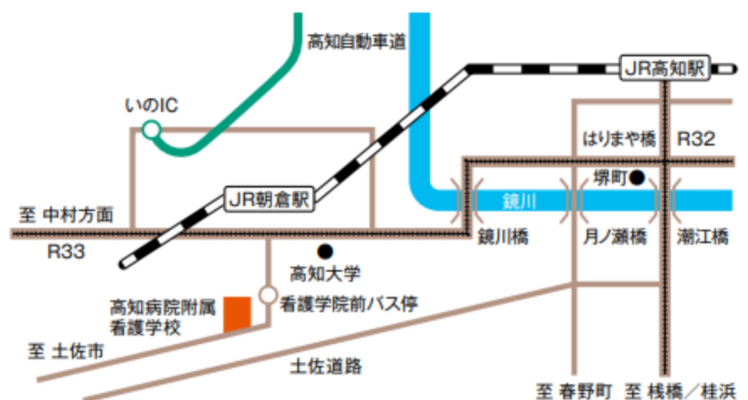 高知自動車道
JR高知駅
いのIC
はりまや橋
R32
堺町
JR朝倉駅
鏡川
至 中村方面
R33
鏡川橋
月ノ瀬橋
潮江橋
高知大学
高知病院附属
看護学校
看護学院前バス停
至 土佐市
土佐道路
至 春野町
至 桟橋／桂浜